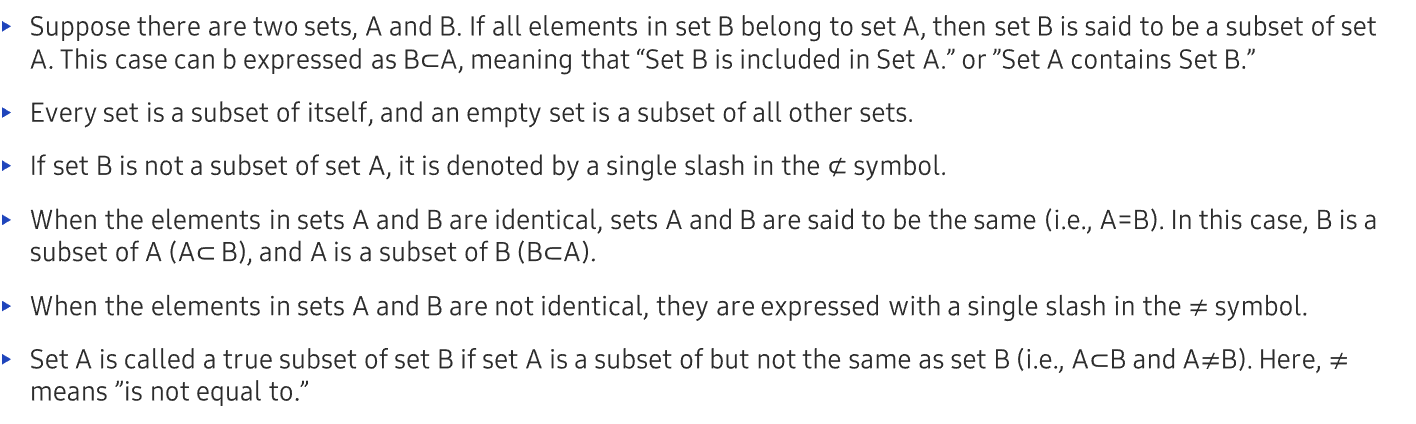 ▸ Suppose there are two sets, A and B. If all elements in set B belong to set A, then set B is said to be a subset of set
A. This case can b expressed as B⊂A, meaning that “Set B is included in Set A.” or ”Set A contains Set B.”
▸ Every set is a subset of itself, and an empty set is a subset of all other sets.
▸ If set B is not a subset of set A, it is denoted by a single slash in the ⊄ symbol.
▸ When the elements in sets A and B are identical, sets A and B are said to be the same (i.e., A=B). In this case, B is a
subset of A (A⊂ B), and A is a subset of B (B⊂A).
▸ When the elements in sets A and B are not identical, they are expressed with a single slash in the ≠ symbol.
▸ Set A is called a true subset of set B if set A is a subset of but not the same as set B (i.e., A⊂B and A≠B). Here, ≠
means ”is not equal to.”